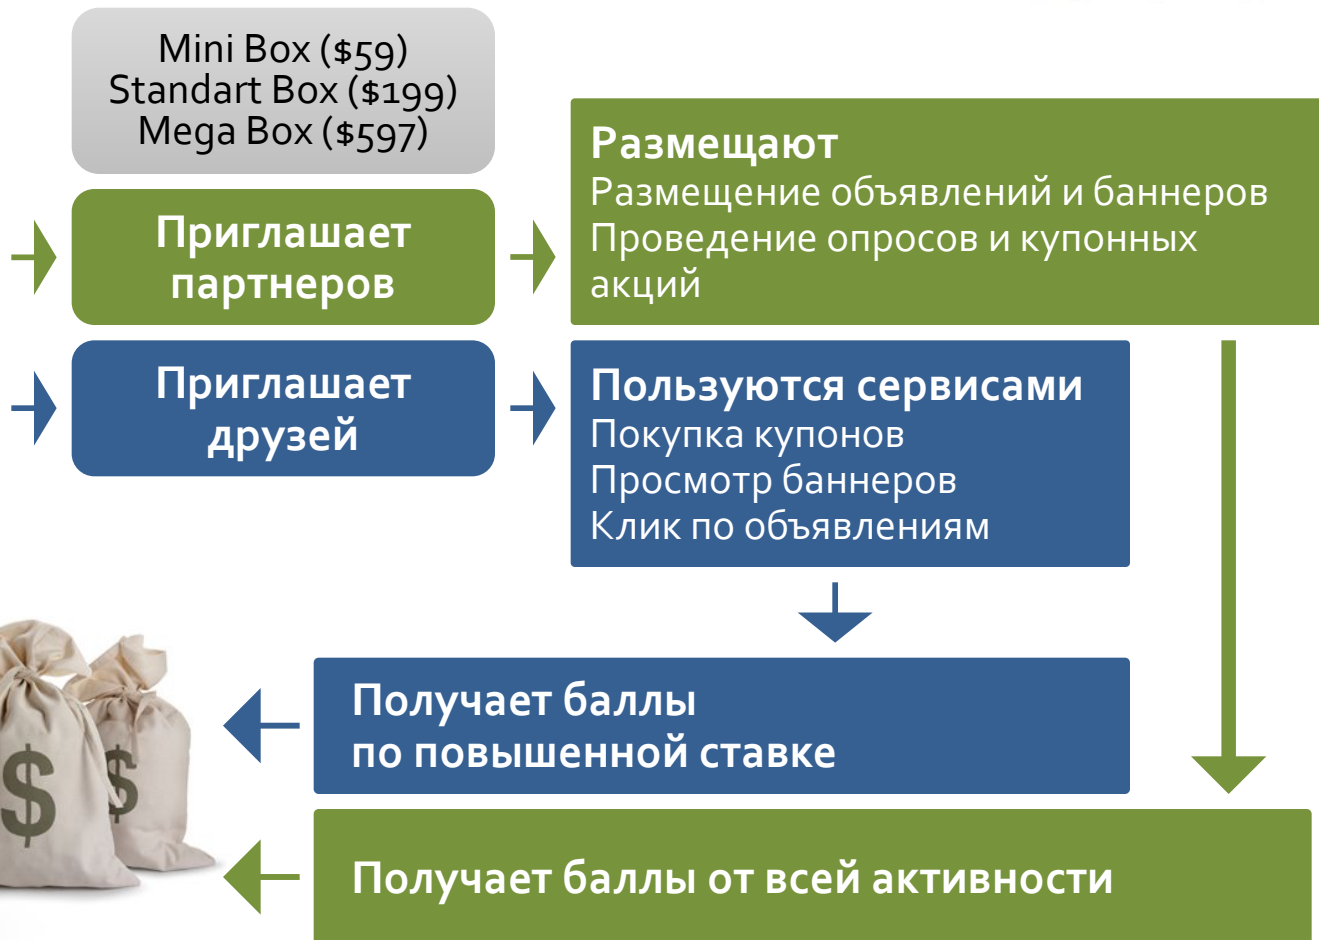 Mini Box ($59)
Standart Box ($199)
Mega Box ($597)
Приглашает
партнеров
Размещают
Размещение объявлений и баннеров
Проведение опросов и купонных
акций
Приглашает
друзей
Пользуются сервисами
Покупка купонов
Просмотр баннеров
Клик по объявлениям
Получает баллы
по повышенной ставке
$
$
Получает баллы от всей активности